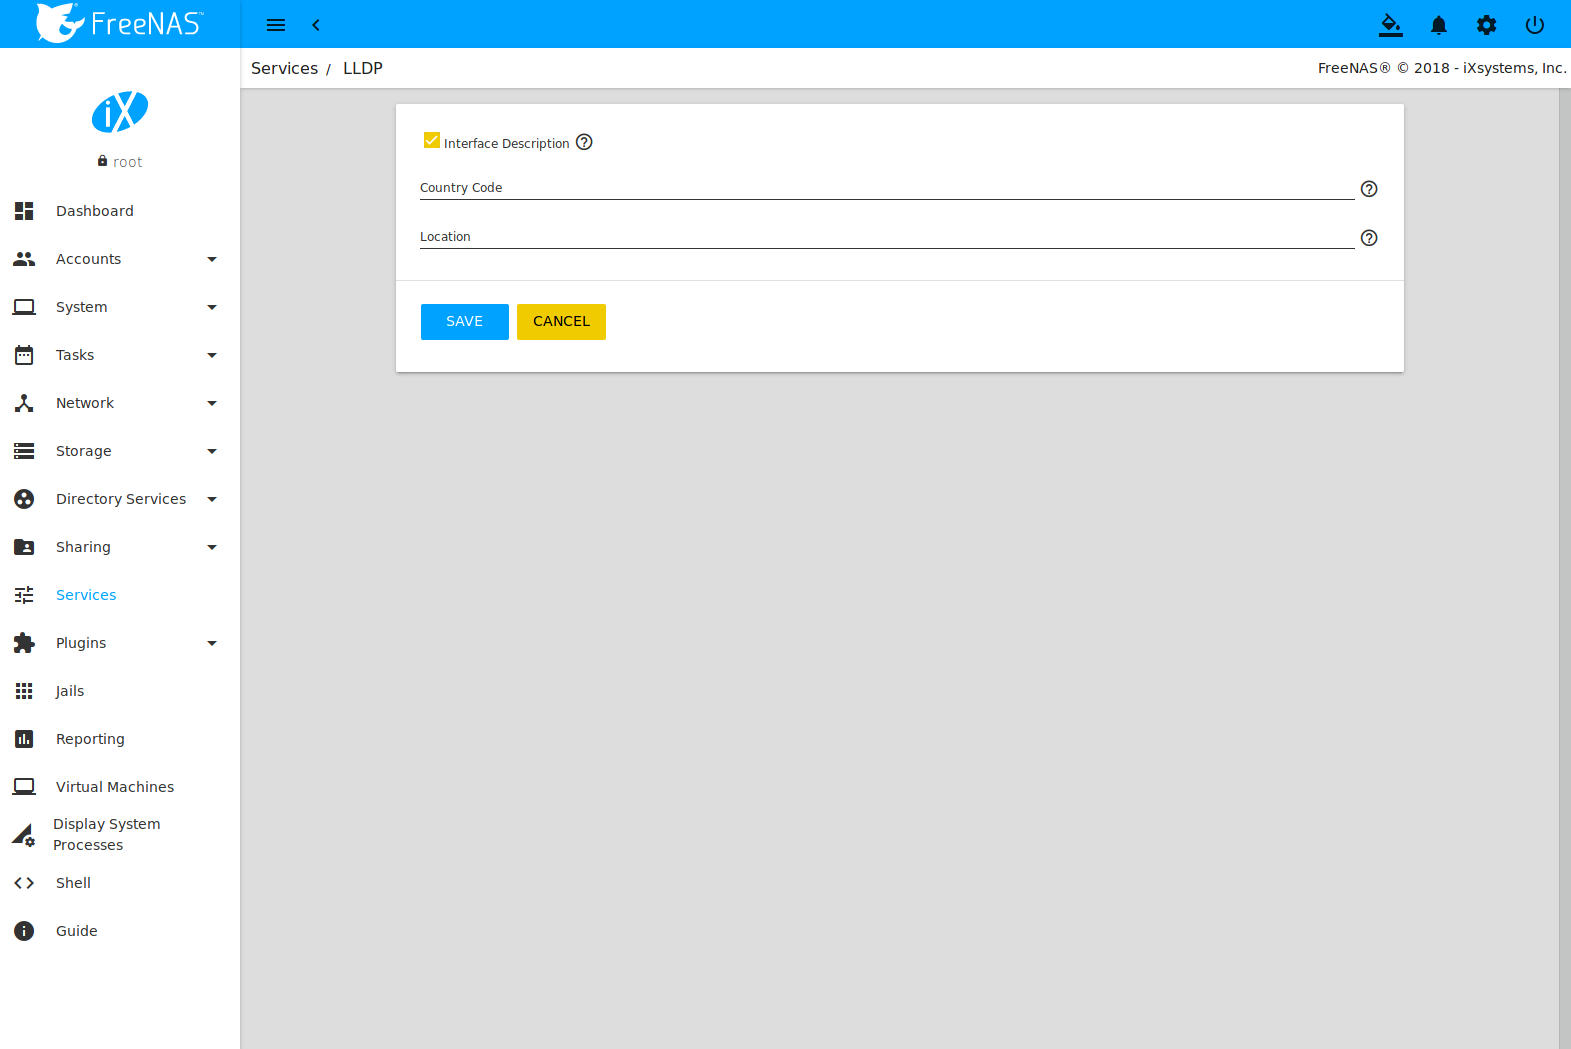 FreeNAS™
Services / LLDP
FreeNAS® © 2018 - iXsystems, Inc.
iX
root
Dashboard
Accounts
System
Tasks
Network
Storage
Directory Services
Sharing
Services
Plugins
Jails
Reporting
Virtual Machines
Display System
Processes
Shell
Guide
Interface Description
Country Code
Location
SAVE CANCEL